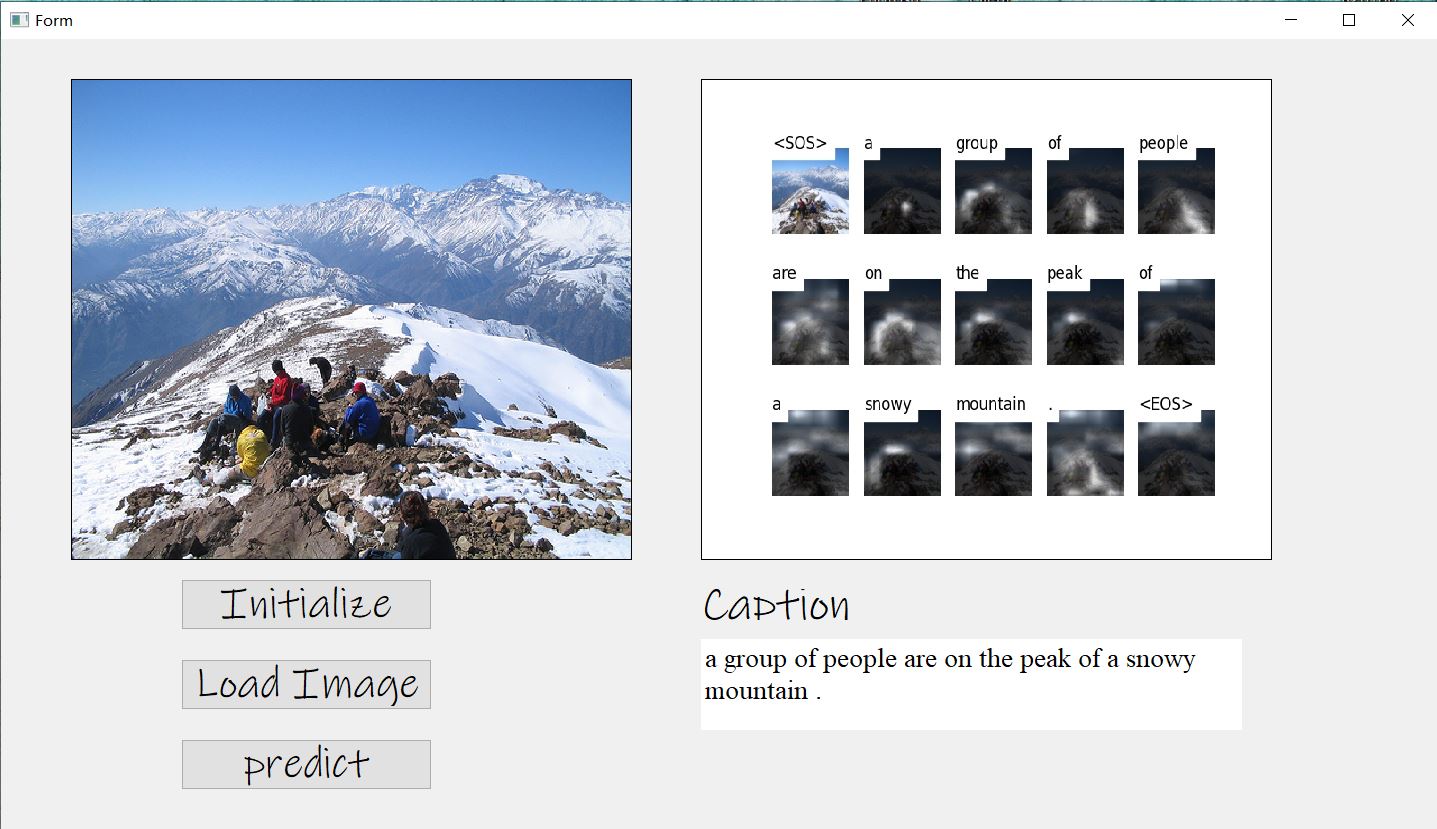 Form
<SOS> a group of people
are on the peak of
a snowy mountain . <EOS>
Initialize
Load Image
predict
Caption
a group of people are on the peak of a snowy
mountain .